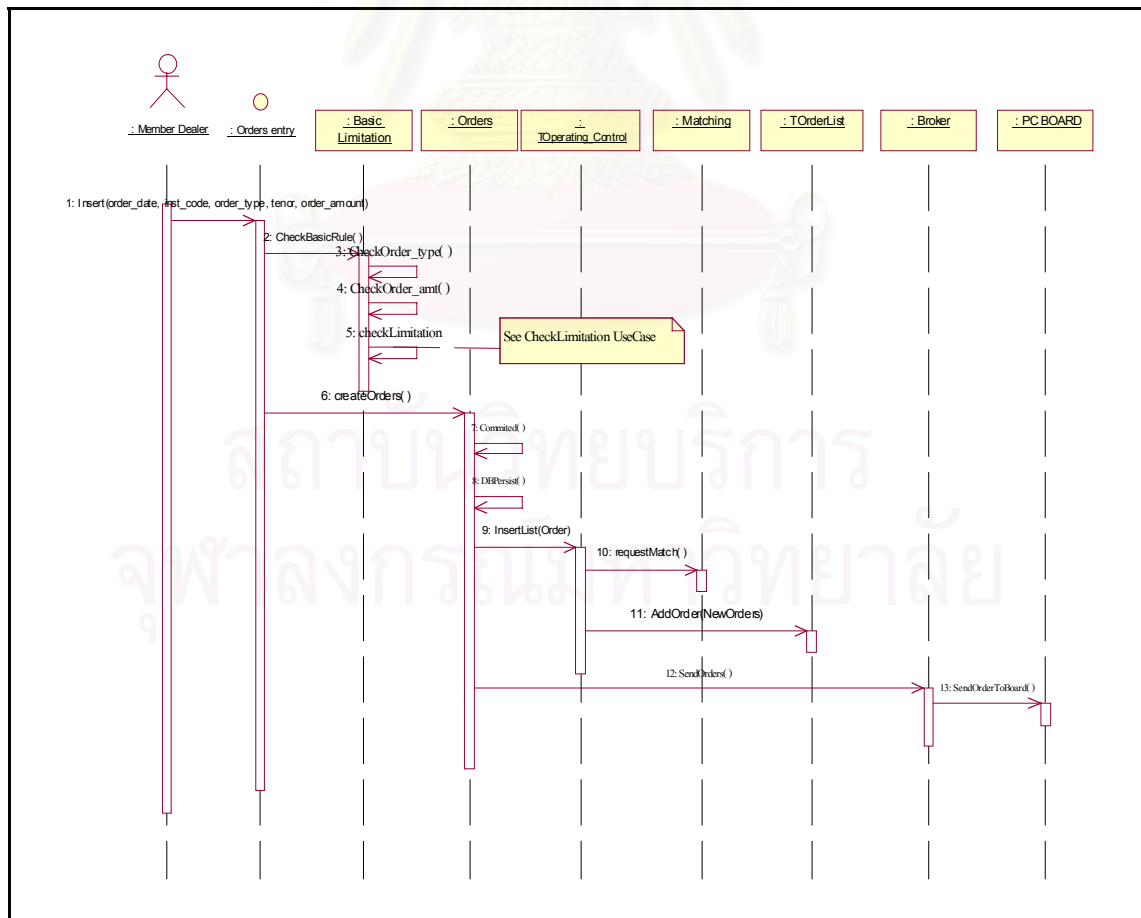 : Member Dealer
: Orders entry
: Basic
Limitation
: Orders
:
TOperating_Control
: Matching
: TOrderList
: Broker
: PC BOARD
1: Insert(order_date, inst_code, order_type, tenor, order_amount)
2: CheckBasicRule( )
3: CheckOrder_type( )
4: CheckOrder_amt( )
5: checkLimitation
See CheckLimitation UseCase
6: createOrders( )
7: Commited( )
8: DBPersist( )
9: InsertList(Order)
10: requestMatch( )
11: AddOrder(NewOrders)
12: SendOrders( )
13: SendOrderToBoard( )
สถาบันวิทยบริการ
จุฬาลงกรณ์มหาวิทยาลัย